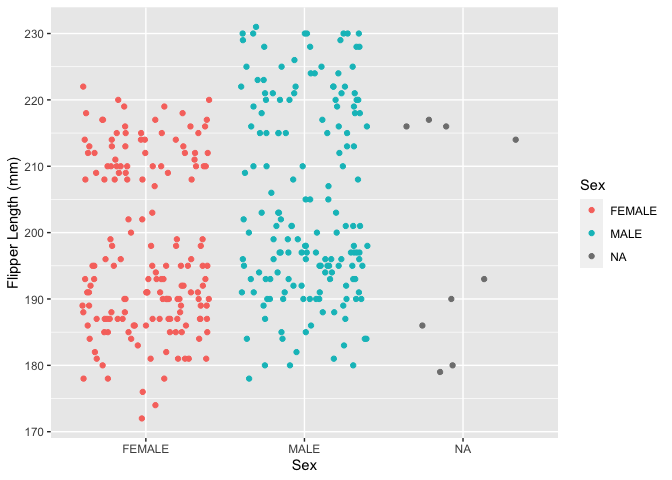 230
220
210
200
190
180
170
Flipper Length (mm)
FEMALE
MALE
NA
Sex
Sex
FEMALE
MALE
NA